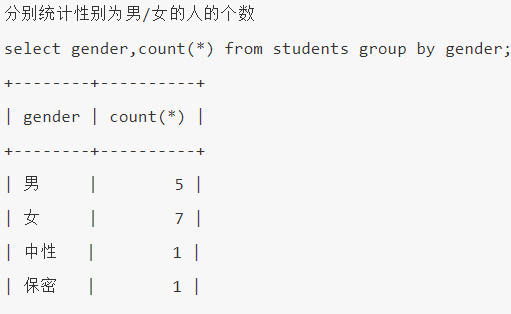 分别统计性别为男/女的人的个数
select gender,count(*) from students group by gender;
+--------+----------+
| gender | count(*) |
+--------+----------+
| 男     |        5 |
| 女     |        7 |
| 中性   |        1 |
| 保密   |        1 |